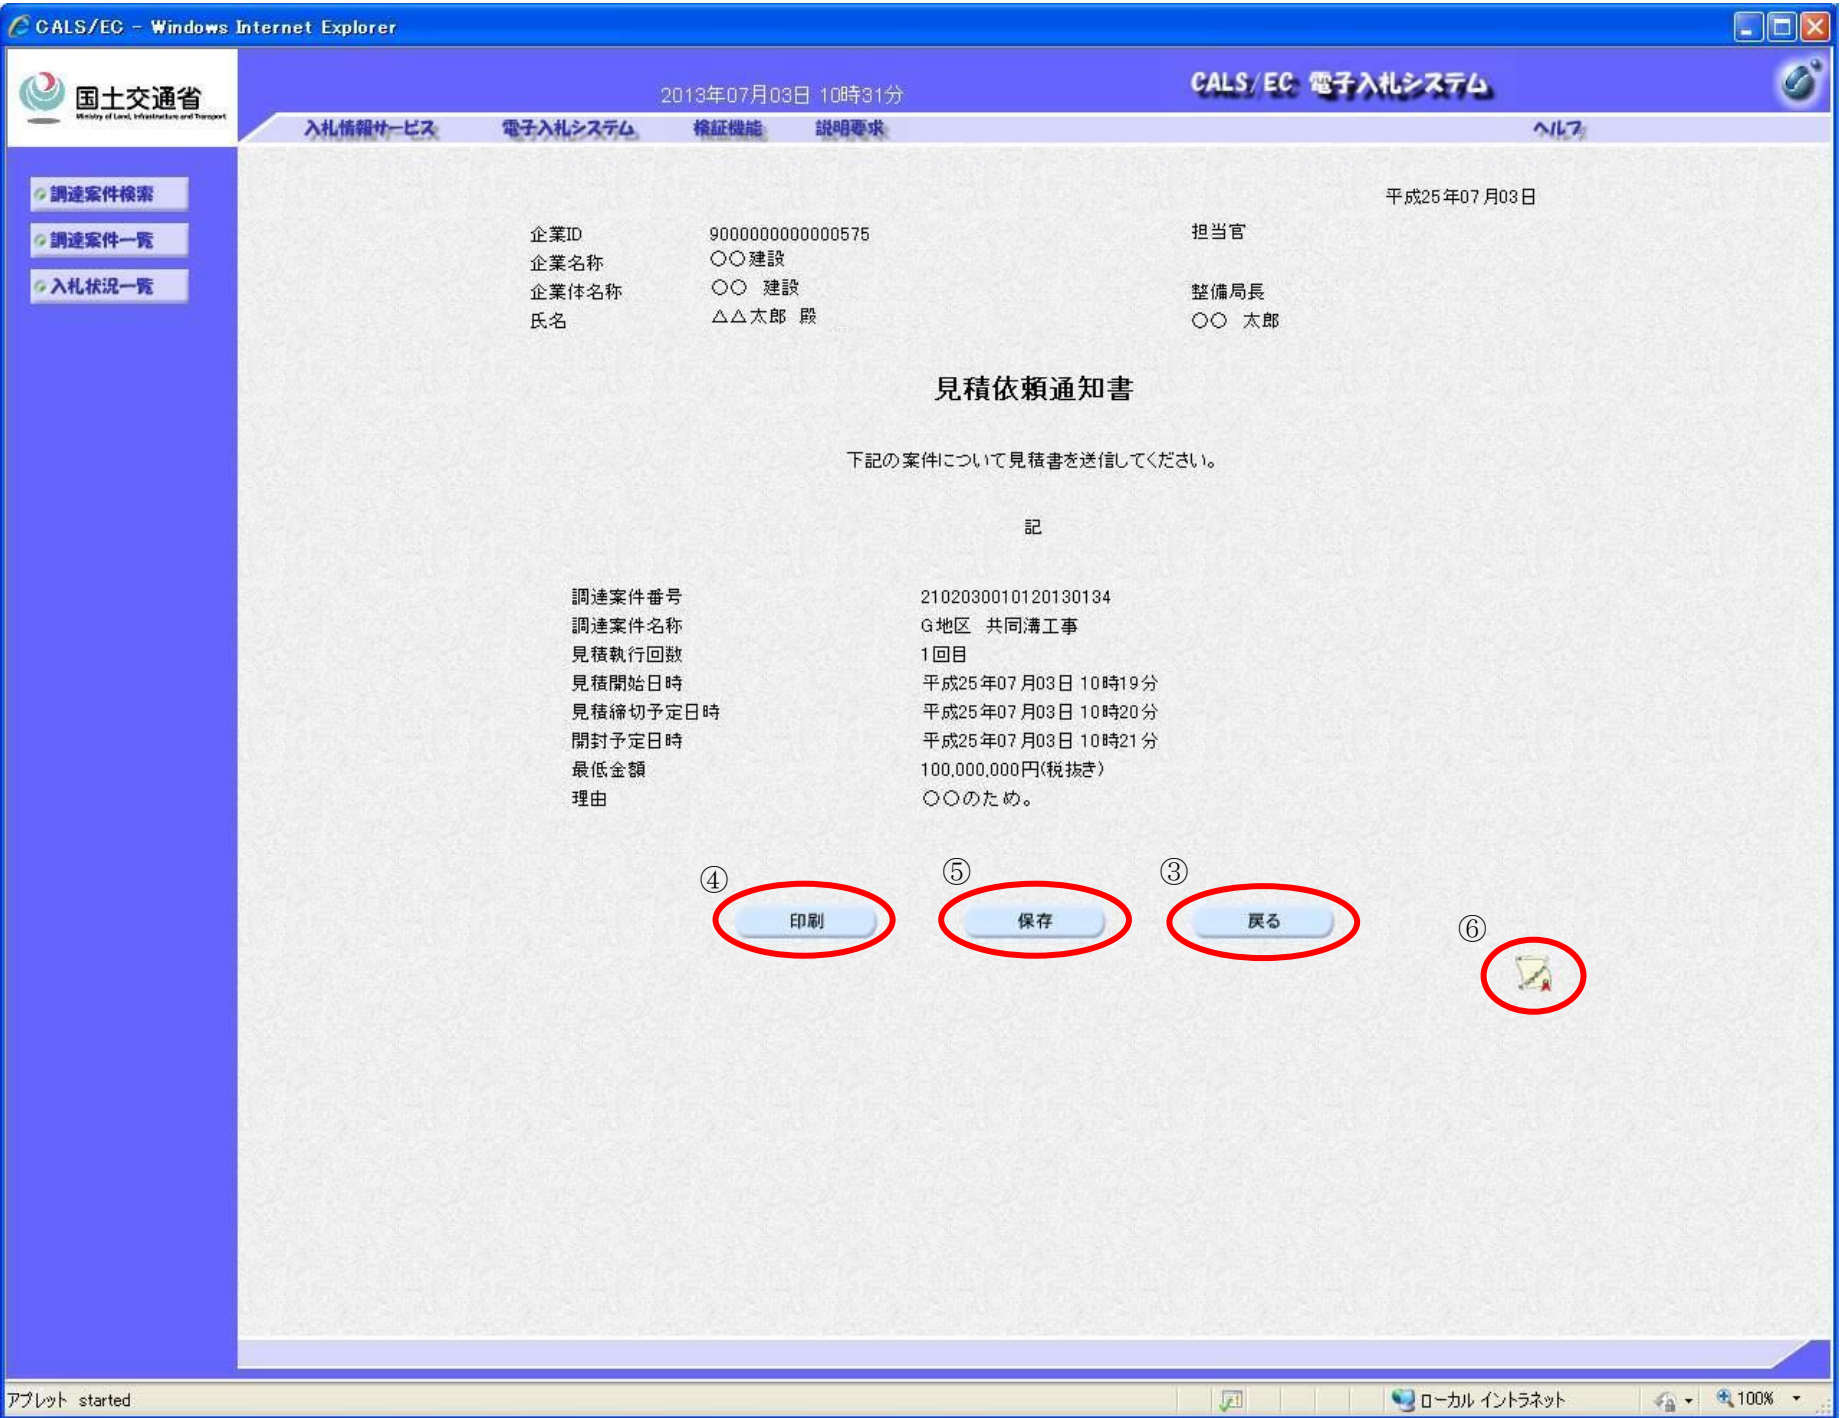 CALS/EC - Windows Internet Explorer
国土交通省
Ministry of Land, Infrastructure and Transport
2013年07月03日 10時31分
CALS/EC 電子入札システム
入札情報サービス 電子入札システム 検証機能 説明要求 ヘルプ
調達案件検索
調達案件一覧
入札状況一覧
平成25年07月03日
企業ID 9000000000000575
企業名称 〇〇建設
企業体名称 〇〇 建設
氏名 △△太郎 殿
担当官
整備局長
〇〇 太郎
見積依頼通知書
下記の案件について見積書を送信してください。
記
調達案件番号 2102030010120130134
調達案件名称 G地区 共同溝工事
見積執行回数 1回目
見積開始日時 平成25年07月03日 10時19分
見積締切予定日時 平成25年07月03日 10時20分
開封予定日時 平成25年07月03日 10時21分
最低金額 100,000,000円(税抜き)
理由 〇〇のため。
④ 印刷
⑤ 保存
③ 戻る
⑥
アプレット started
ローカル イントラネット
100%